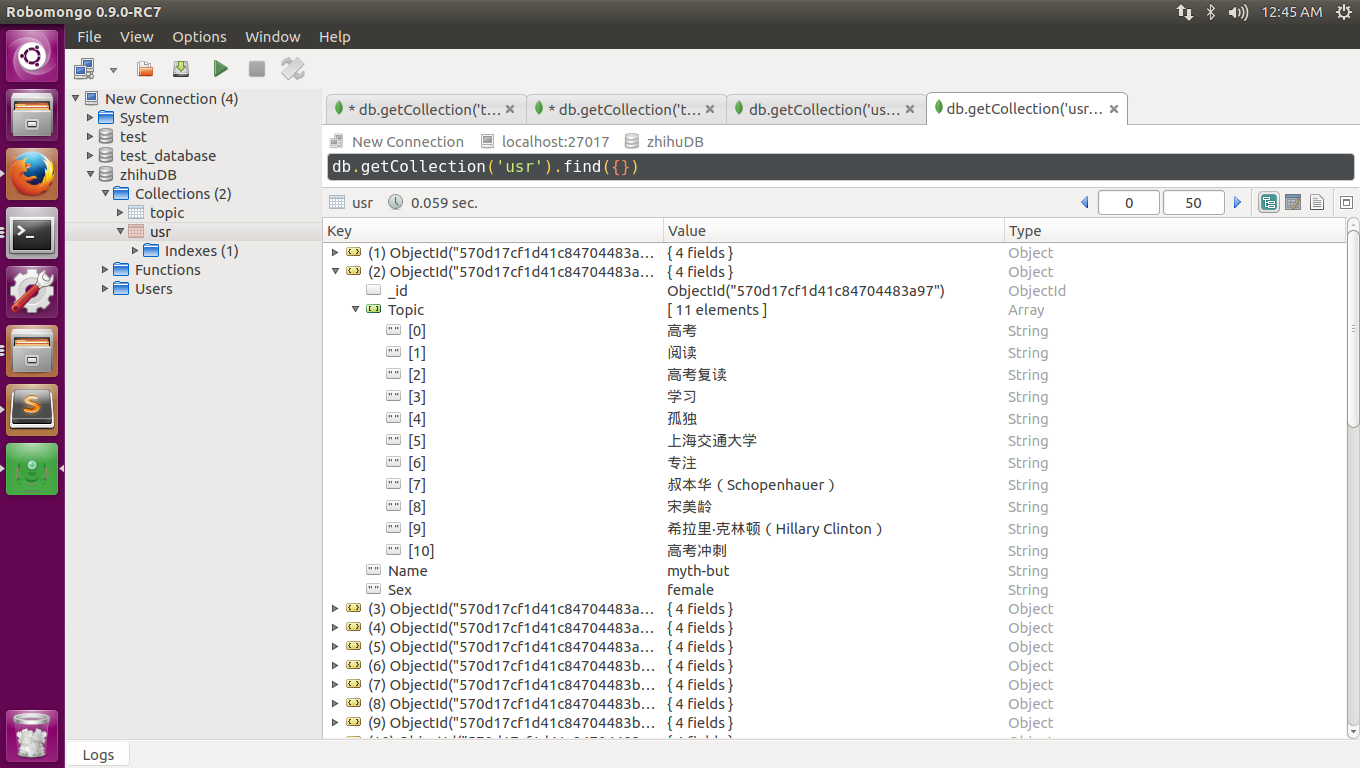 Robomongo 0.9.0-RC7
12:45 AM
File View Options Window Help
New Connection (4)
System
test
test_database
zhihuDB
Collections (2)
topic
usr
Indexes (1)
Functions
Users
* db.getCollection('t... * db.getCollection('t... db.getCollection('us... db.getCollection('usr...
New Connection localhost:27017 zhihuDB
db.getCollection('usr').find({})
usr 0.059 sec. 0 50
Key Value Type
(1) ObjectId("570d17cf1d41c84704483a... { 4 fields } Object
(2) ObjectId("570d17cf1d41c84704483a... { 4 fields } Object
_id ObjectId("570d17cf1d41c84704483a97") ObjectId
Topic [ 11 elements ] Array
[0] 高考 String
[1] 阅读 String
[2] 高考复读 String
[3] 学习 String
[4] 孤独 String
[5] 上海交通大学 String
[6] 专注 String
[7] 叔本华（Schopenhauer） String
[8] 宋美龄 String
[9] 希拉里·克林顿（Hillary Clinton） String
[10] 高考冲刺 String
Name myth-but String
Sex female String
(3) ObjectId("570d17cf1d41c84704483a... { 4 fields } Object
(4) ObjectId("570d17cf1d41c84704483a... { 4 fields } Object
(5) ObjectId("570d17cf1d41c84704483a... { 4 fields } Object
(6) ObjectId("570d17cf1d41c84704483b... { 4 fields } Object
(7) ObjectId("570d17cf1d41c84704483b... { 4 fields } Object
(8) ObjectId("570d17cf1d41c84704483b... { 4 fields } Object
(9) ObjectId("570d17cf1d41c84704483b... { 4 fields } Object
Logs